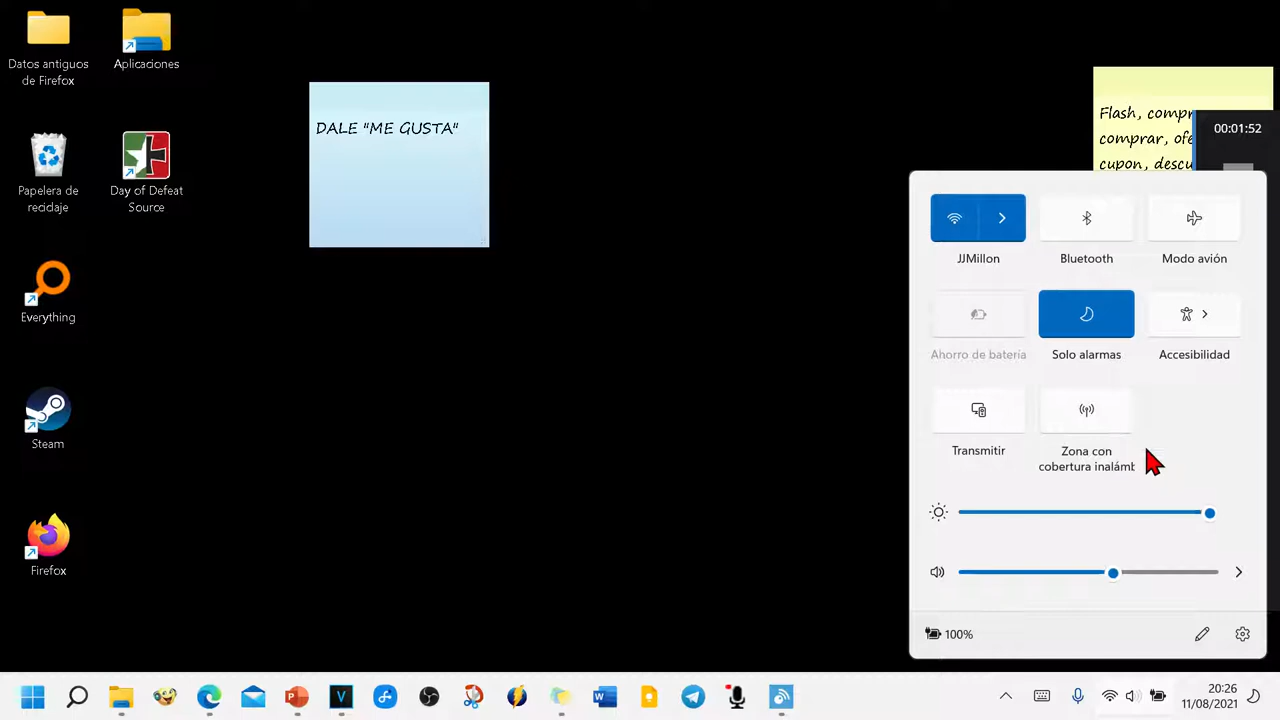 Datos antiguos
de Firefox
Aplicaciones
Papelera de
reciclaje
Day of Defeat
Source
Everything
Steam
Firefox
DALE "ME GUSTA"
Flash, compr
comprar, ofe
cupon, descu
00:01:52
JJMillon
Bluetooth
Modo avión
Ahorro de batería
Solo alarmas
Accesibilidad
Transmitir
Zona con
cobertura inalámb
100%
20:26
11/08/2021